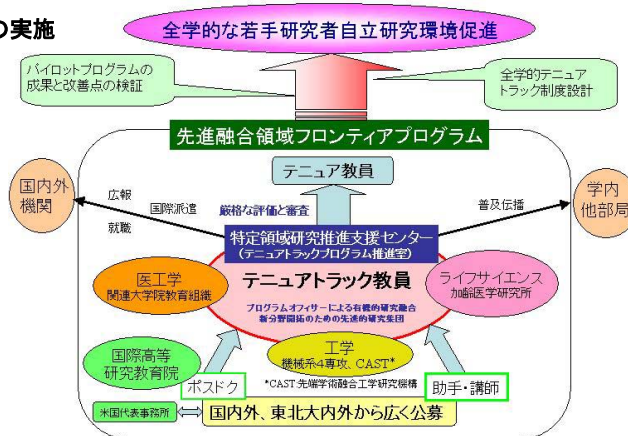 の実施
全学的な若手研究者自立研究環境促進
パイロットプログラムの
成果と改善点の検証
全学的テニュア
トラック制度設計
先進融合領域フロンティアプログラム
テニュア教員
国内外
機関
広報
国際派遣
就職
厳格な評価と審査
普及伝播
学内
他部局
特定領域研究推進支援センター
(テニュアトラックプログラム推進室)
テニュアトラック教員
医工学
関連大学院教育組織
ライフサイエンス
加齢医学研究所
プログラムオフィサーによる有機的研究融合
新分野開拓のための先進的研究集団
工学
機械系4専攻、CAST*
国際高等
研究教育院
ポスドク
*CAST:先端学術融合工学研究機構
助手・講師
米国代表事務所
国内外、東北大内外から広く公募